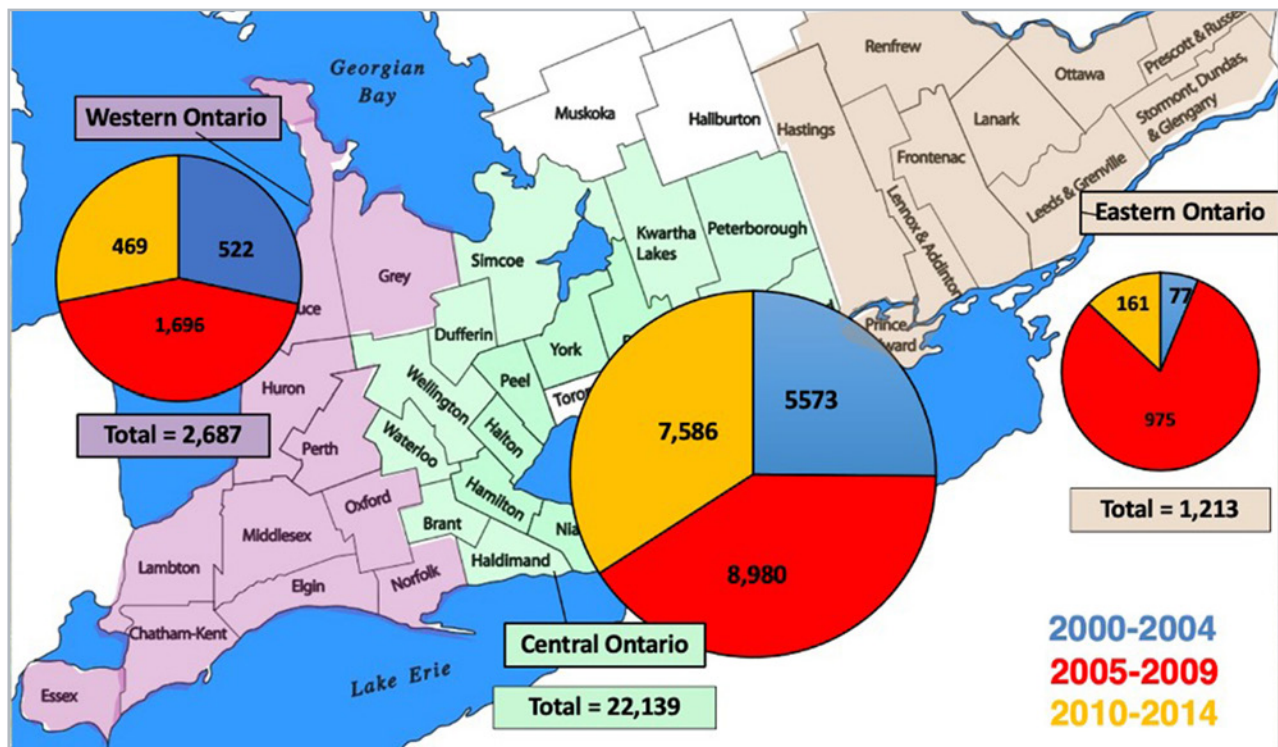 Georgian
Bay
Western Ontario
469
522
1,696
Total = 2,687
Muskoka
Haliburton
Renfrew
Ottawa
Prescott &
Stormont, Dundas,
& Glengarry
Lanark
Hastings
Frontenac
Lennox & Addinton
Leeds & Grenville
Eastern Ontario
161
77
975
Total = 1,213
Simcoe
Kwartha
Lakes
Peterborough
Grey
Dufferin
York
Peel
Wellington
Halton
Waterloo
Hamilton
Brant
Haldimand
Prince
Huron
Perth
Oxford
Middlesex
Lambton
Elgin
Norfolk
Chatham-Kent
Essex
7,586
5573
8,980
Central Ontario
Total = 22,139
Lake Erie
2000-2004
2005-2009
2010-2014